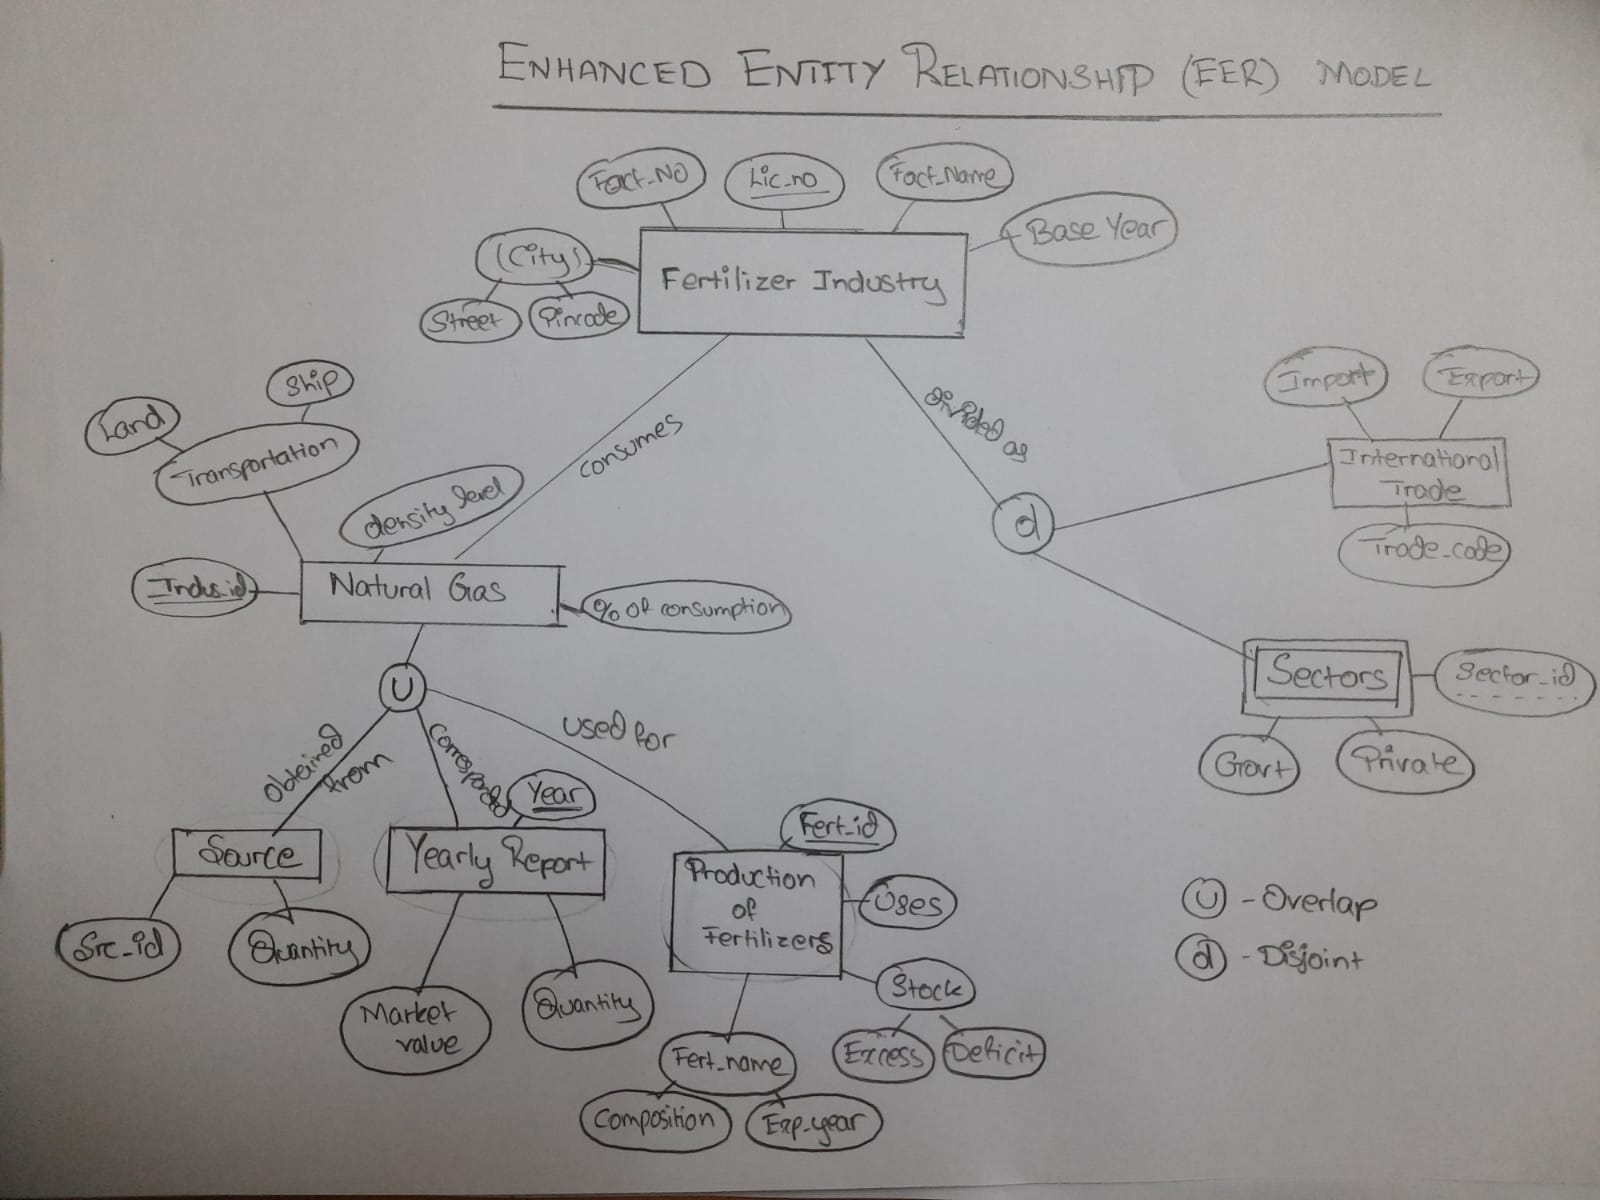 ENHANCED ENTITY RELATIONSHIP (EER) MODEL
Fact_No
Lic_no
Fact_Name
Base Year
(City)
Street
Pincode
Fertilizer Industry
consumes
Divided as
d
Import
Export
International
Trade
Trade_code
Sectors
Sector_id
Govt
Private
Ship
Land
Transportation
density level
Indus_id
Natural Gas
% of consumption
U
Obtained
from
Corresponded
used for
Source
Src_id
Quantity
Year
Yearly Report
Market
value
Quantity
Fert_id
Production
of
Fertilizers
Uses
Stock
Excess
Deficit
Fert_name
Composition
Exp_year
U - Overlap
d - Disjoint